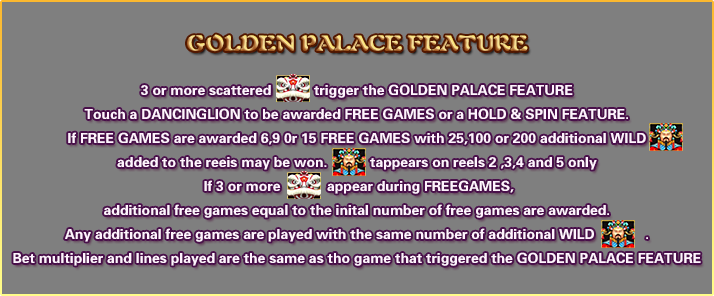 GOLDEN PALACE FEATURE
3 or more scattered trigger the GOLDEN PALACE FEATURE
Touch a DANCINGLION to be awarded FREE GAMES or a HOLD & SPIN FEATURE.
If FREE GAMES are awarded 6,9 0r 15 FREE GAMES with 25,100 or 200 additional WILD
added to the reeis may be won. tappears on reels 2 ,3,4 and 5 only
If 3 or more appear during FREEGAMES,
additional free games equal to the inital number of free games are awarded.
Any additional free games are played with the same number of additional WILD .
Bet multiplier and lines played are the same as tho game that triggered the GOLDEN PALACE FEATURE